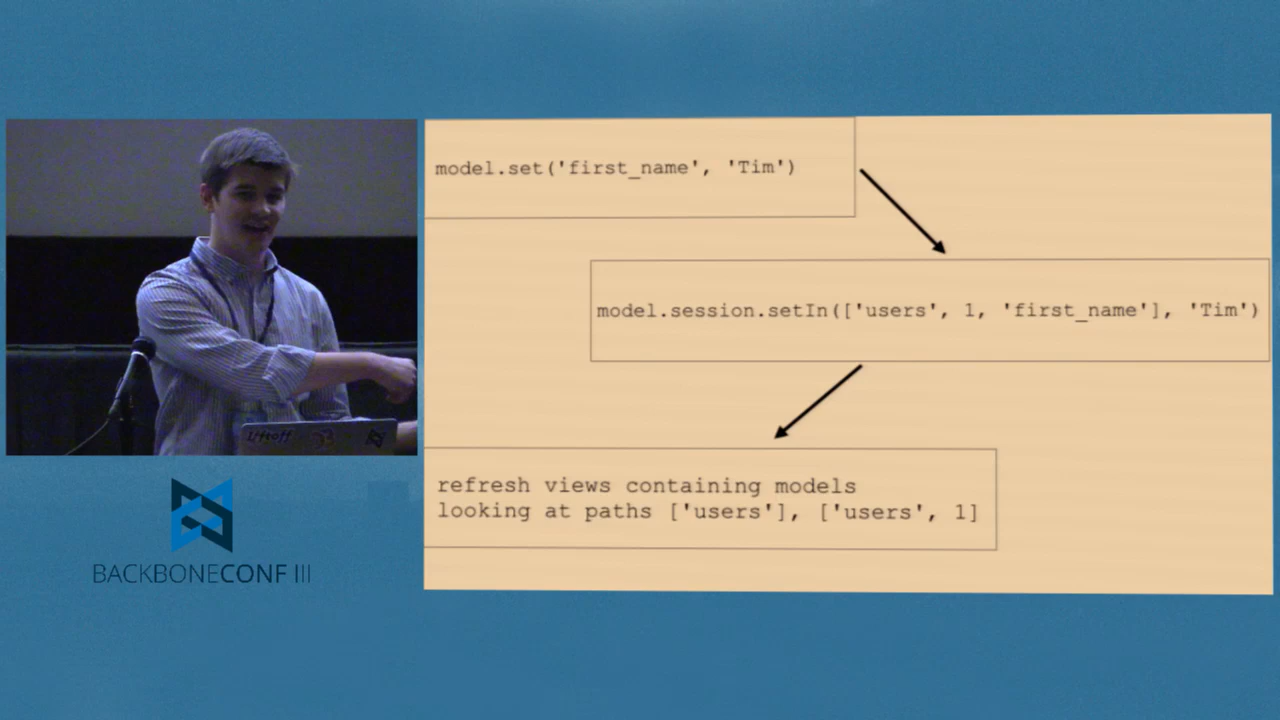 model.set('first_name', 'Tim')
model.session.setIn(['users', 1, 'first_name'], 'Tim')
refresh views containing models
looking at paths ['users'], ['users', 1]
Liftoff
BACKBONECONF III